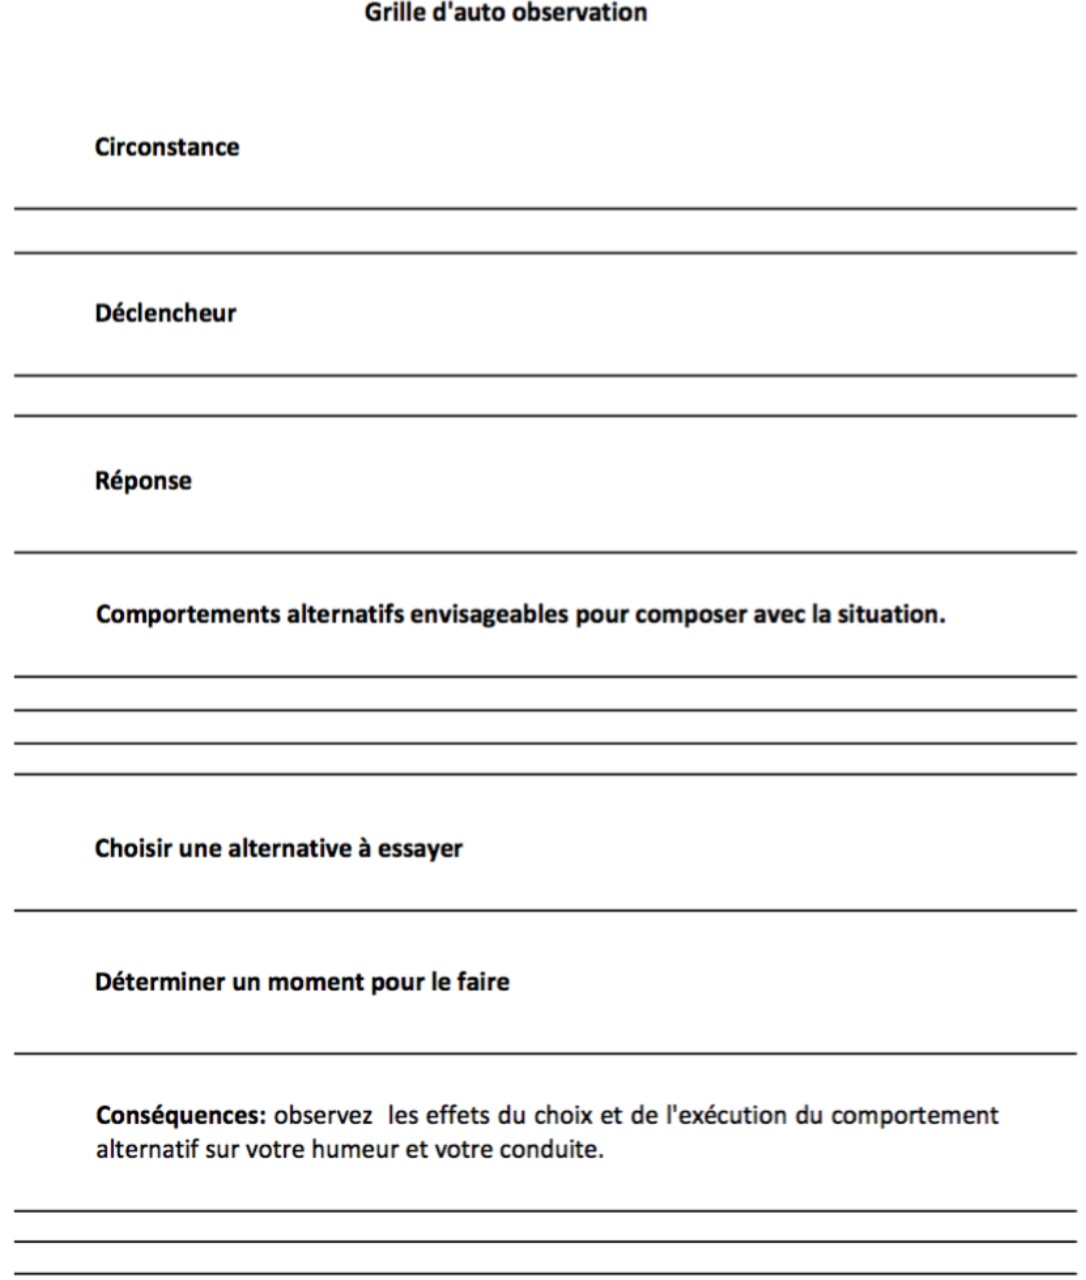 Grille d'auto observation
Circonstance
Déclencheur
Réponse
Comportements alternatifs envisageables pour composer avec la situation.
Choisir une alternative à essayer
Déterminer un moment pour le faire
Conséquences: observez les effets du choix et de l'exécution du comportement
alternatif sur votre humeur et votre conduite.